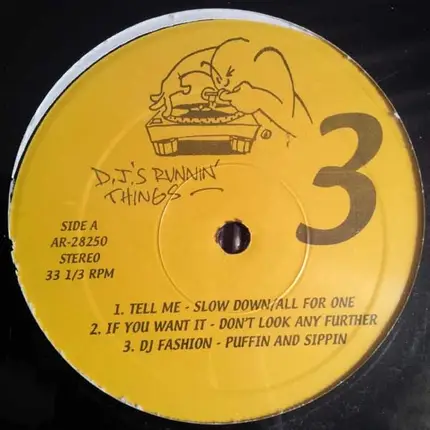 3
D.J.'S RUNNIN'
THINGS
SIDE A
AR-28250
STEREO
33 1/3 RPM
1. TELL ME - SLOW DOWN/ALL FOR ONE
2. IF YOU WANT IT - DON'T LOOK ANY FURTHER
3. DJ FASHION - PUFFIN AND SIPPIN